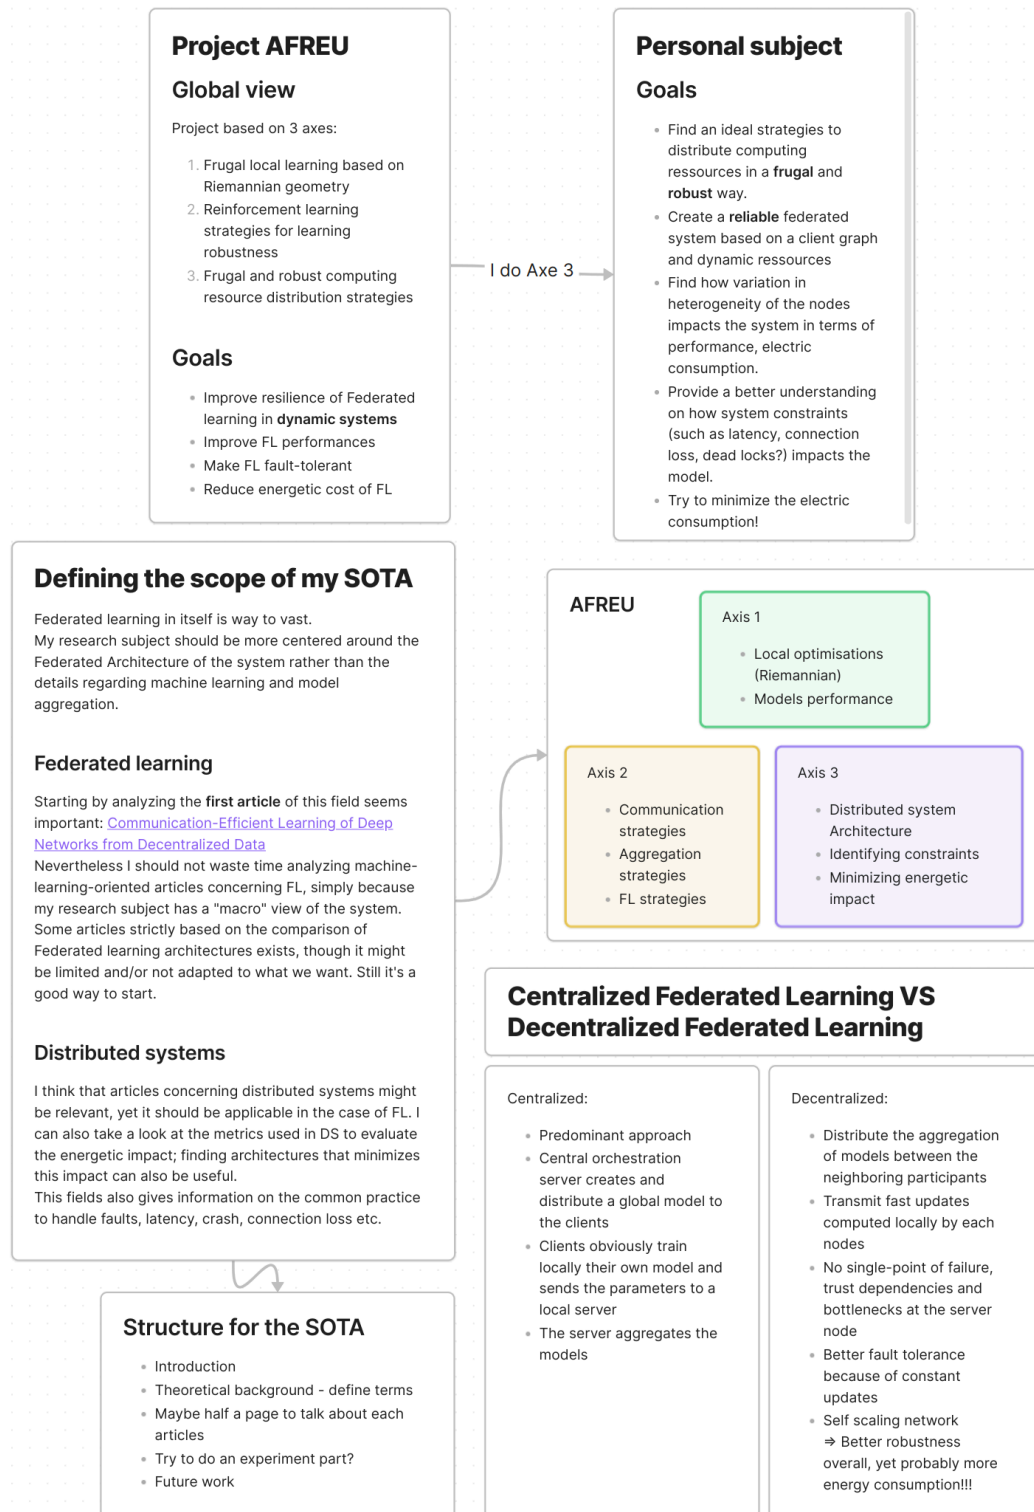 Project AFREU
Global view
Project based on 3 axes:
1. Frugal local learning based on
Riemannian geometry
2. Reinforcement learning
strategies for learning
robustness
3. Frugal and robust computing
resource distribution strategies
Goals
• Improve resilience of Federated
learning in dynamic systems
• Improve FL performances
• Make FL fault-tolerant
• Reduce energetic cost of FL
I do Axe 3
Personal subject
Goals
• Find an ideal strategies to
distribute computing
ressources in a frugal and
robust way.
• Create a reliable federated
system based on a client graph
and dynamic ressources
• Find how variation in
heterogeneity of the nodes
impacts the system in terms of
performance, electric
consumption.
• Provide a better understanding
on how system constraints
(such as latency, connection
loss, dead locks?) impacts the
model.
• Try to minimize the electric
consumption!
Defining the scope of my SOTA
Federated learning in itself is way to vast.
My research subject should be more centered around the
Federated Architecture of the system rather than the
details regarding machine learning and model
aggregation.
Federated learning
Starting by analyzing the first article of this field seems
important: Communication-Efficient Learning of Deep
Networks from Decentralized Data
Nevertheless I should not waste time analyzing machine-
learning-oriented articles concerning FL, simply because
my research subject has a "macro" view of the system.
Some articles strictly based on the comparison of
Federated learning architectures exists, though it might
be limited and/or not adapted to what we want. Still it's a
good way to start.
Distributed systems
I think that articles concerning distributed systems might
be relevant, yet it should be applicable in the case of FL. I
can also take a look at the metrics used in DS to evaluate
the energetic impact; finding architectures that minimizes
this impact can also be useful.
This fields also gives information on the common practice
to handle faults, latency, crash, connection loss etc.
AFREU
Axis 1
• Local optimisations
(Riemannian)
• Models performance
Axis 2
• Communication
strategies
• Aggregation
strategies
• FL strategies
Axis 3
• Distributed system
Architecture
• Identifying constraints
• Minimizing energetic
impact
Structure for the SOTA
• Introduction
• Theoretical background - define terms
• Maybe half a page to talk about each
articles
• Try to do an experiment part?
• Future work
Centralized Federated Learning VS
Decentralized Federated Learning
Centralized:
• Predominant approach
• Central orchestration
server creates and
distribute a global model to
the clients
• Clients obviously train
locally their own model and
sends the parameters to a
local server
• The server aggregates the
models
Decentralized:
• Distribute the aggregation
of models between the
neighboring participants
• Transmit fast updates
computed locally by each
nodes
• No single-point of failure,
trust dependencies and
bottlenecks at the server
node
• Better fault tolerance
because of constant
updates
• Self scaling network
⇒ Better robustness
overall, yet probably more
energy consumption!!!